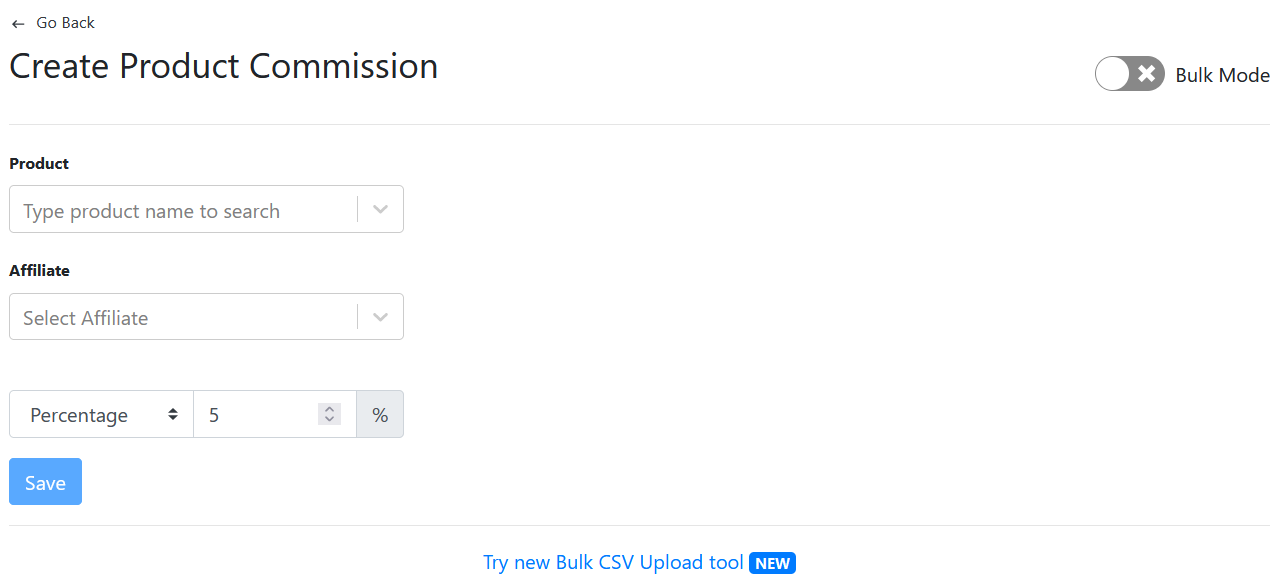 ← Go Back
Create Product Commission
Bulk Mode
Product
Type product name to search
Affiliate
Select Affiliate
Percentage 5 %
Save
Try new Bulk CSV Upload tool NEW